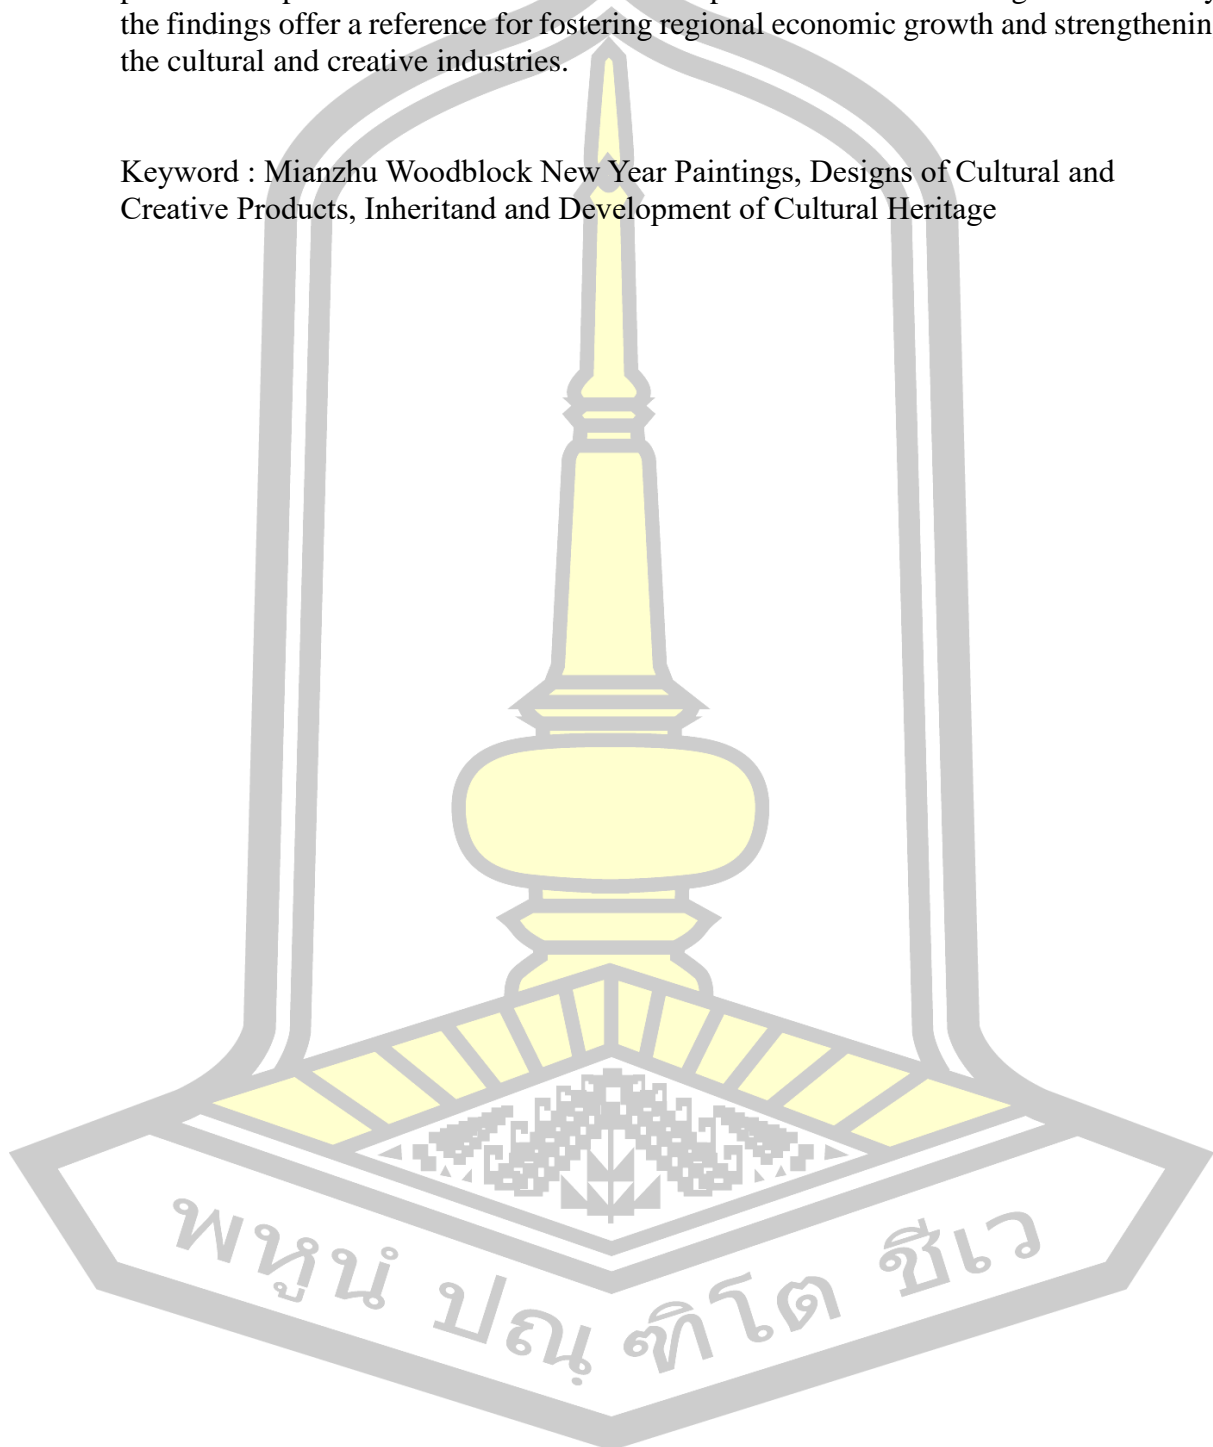 the findings offer a reference for fostering regional economic growth and strengthenin
the cultural and creative industries.
Keyword : Mianzhu Woodblock New Year Paintings, Designs of Cultural and
Creative Products, Inheritand and Development of Cultural Heritage
พหูนํ ปณฺฑิโต ชีเว